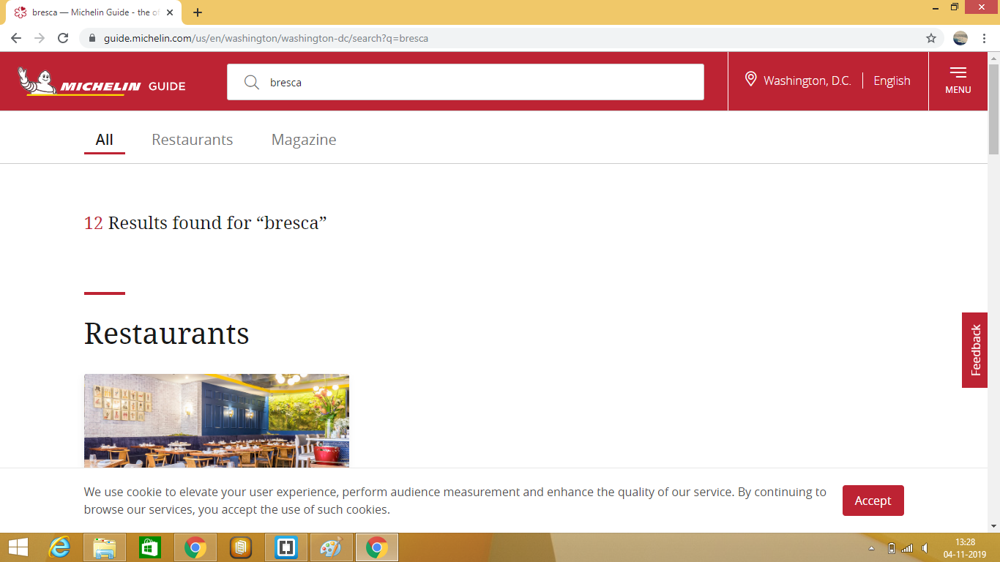 bresca — Michelin Guide - the of
guide.michelin.com/us/en/washington/washington-dc/search?q=bresca
MICHELIN GUIDE
bresca
Washington, D.C.
English
MENU
All
Restaurants
Magazine
12 Results found for “bresca”
Restaurants
Feedback
We use cookie to elevate your user experience, perform audience measurement and enhance the quality of our service. By continuing to
browse our services, you accept the use of such cookies.
Accept
13:28
04-11-2019